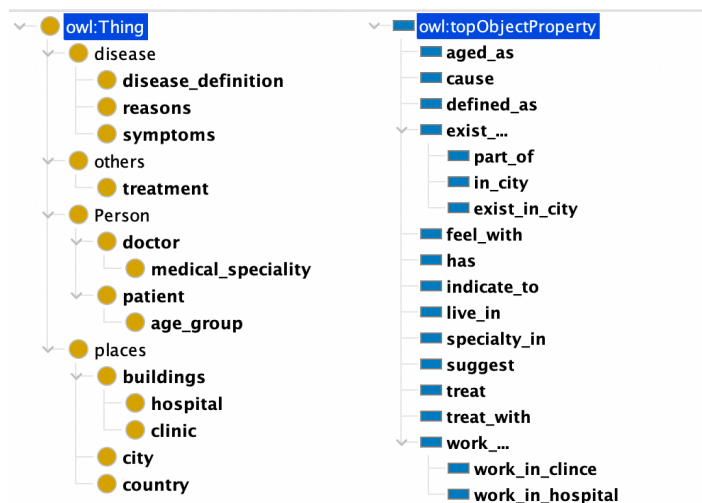 owl:Thing
disease
disease_definition
reasons
symptoms
others
treatment
Person
doctor
medical_speciality
patient
age_group
places
buildings
hospital
clinic
city
country
owl:topObjectProperty
aged_as
cause
defined_as
exist_...
part_of
in_city
exist_in_city
feel_with
has
indicate_to
live_in
specialty_in
suggest
treat
treat_with
work_...
work_in_clince
work_in_hospital